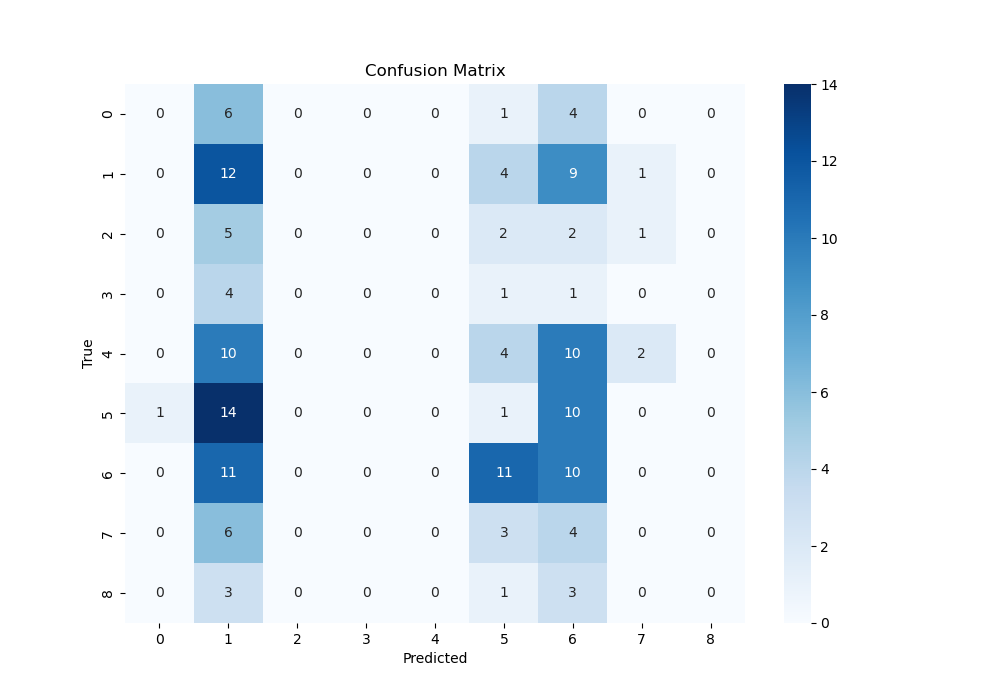 Confusion Matrix
True
0 0 6 0 0 0 1 4 0 0
1 0 12 0 0 0 4 9 1 0
2 0 5 0 0 0 2 2 1 0
3 0 4 0 0 0 1 1 0 0
4 0 10 0 0 0 4 10 2 0
5 1 14 0 0 0 1 10 0 0
6 0 11 0 0 0 11 10 0 0
7 0 6 0 0 0 3 4 0 0
8 0 3 0 0 0 1 3 0 0
0 1 2 3 4 5 6 7 8
Predicted
14
12
10
8
6
4
2
0